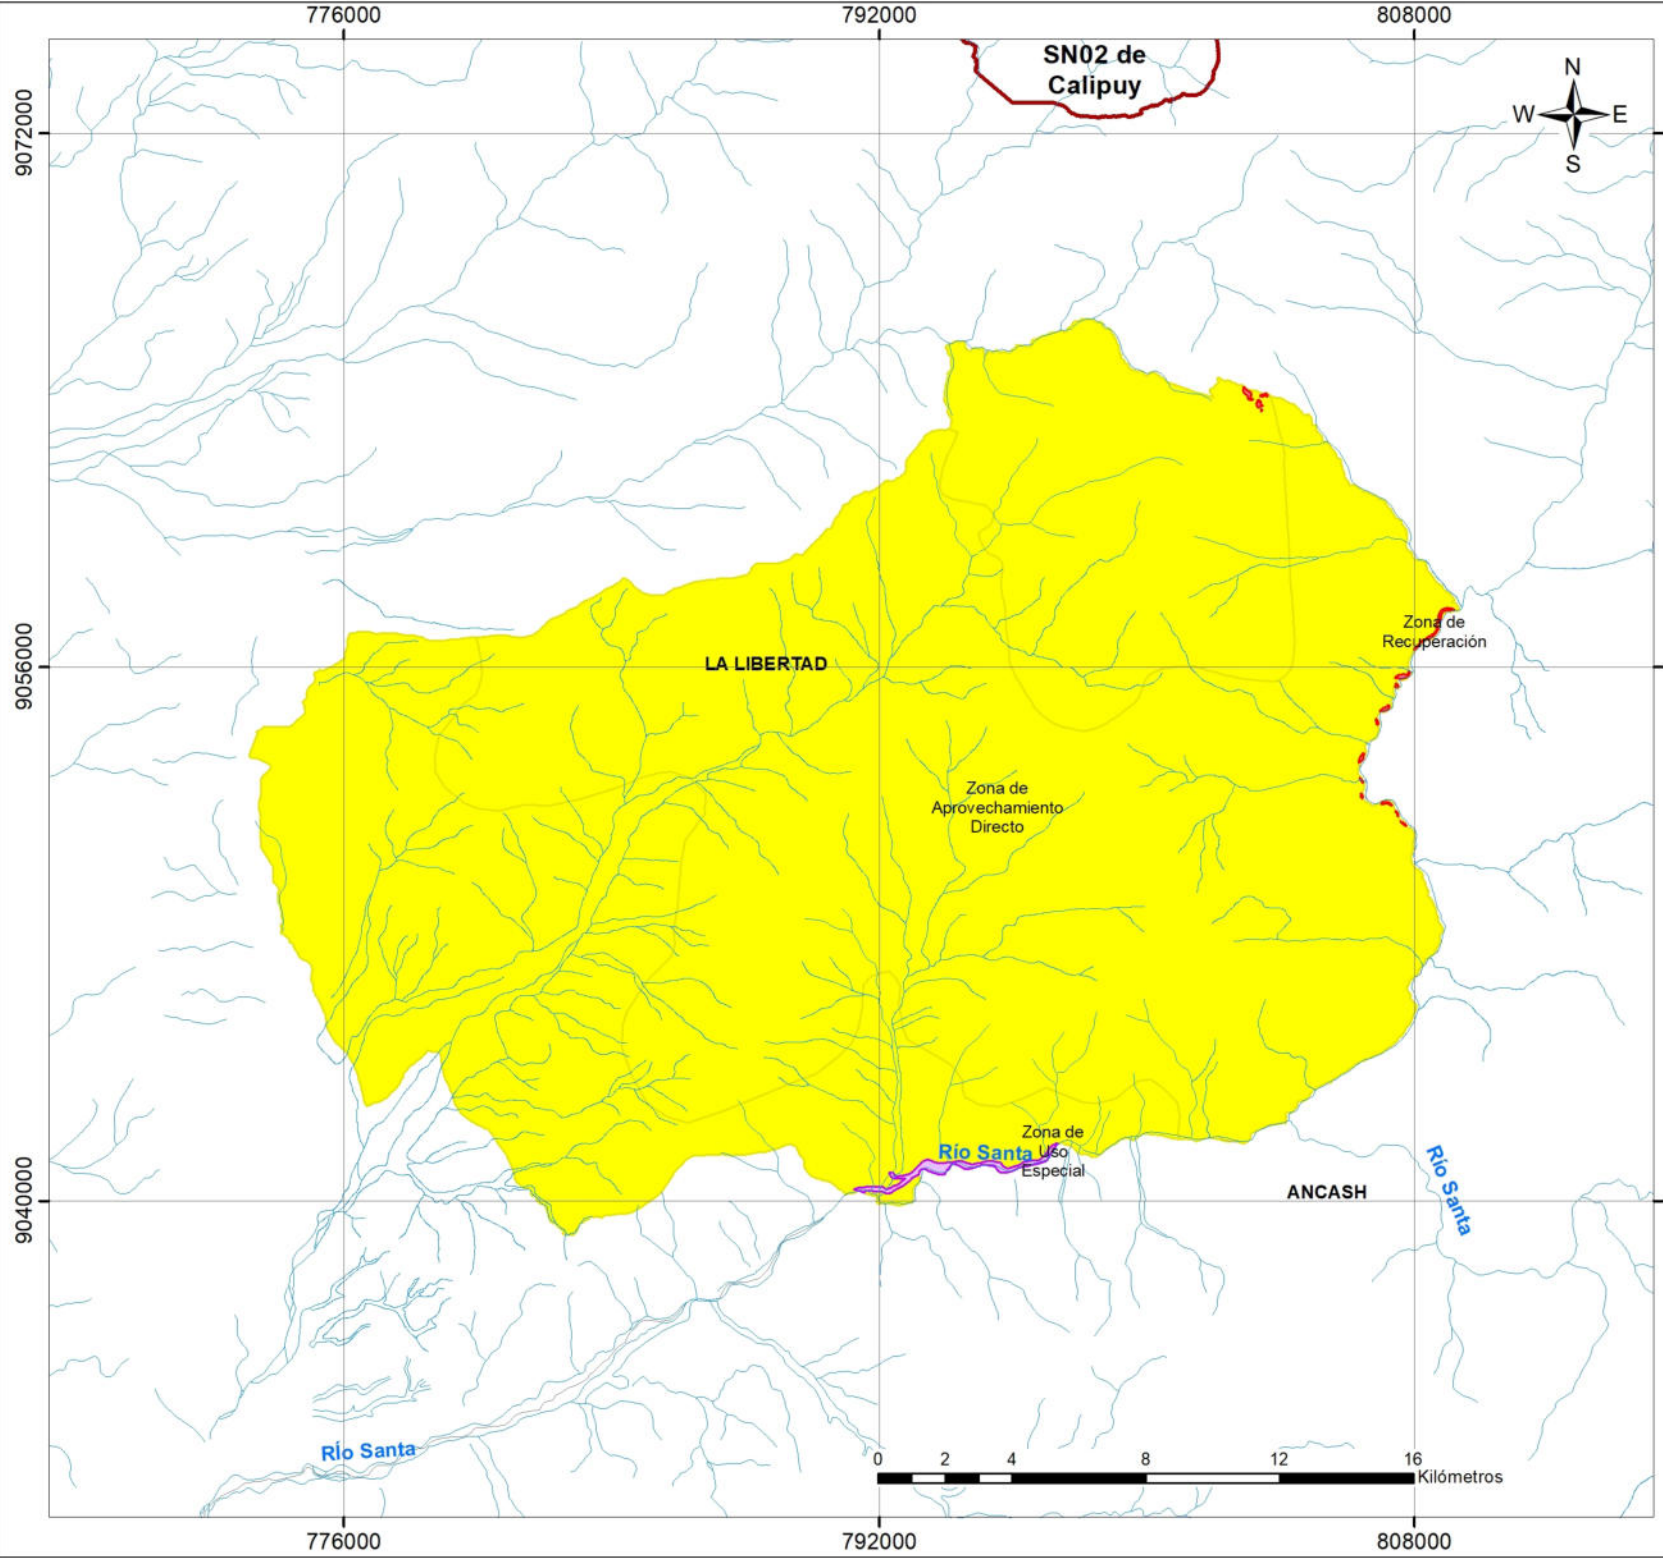 776000
792000
808000
SN02 de
Calipuy
N
W
E
S
9072000
Zona de
Recuperación
9056000
LA LIBERTAD
Zona de
Aprovechamiento
Directo
Zona de
Uso
Especial
Río Santa
Río Santa
ANCASH
9040000
Río Santa
0
2
4
8
12
16
Kilómetros
776000
792000
808000